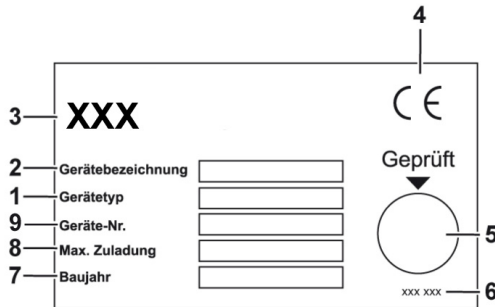 4
3 XXX CE
2 Gerätebezeichnung Geprüft
1 Gerätetyp
9 Geräte-Nr. 5
8 Max. Zuladung
7 Baujahr
xxx xxx 6